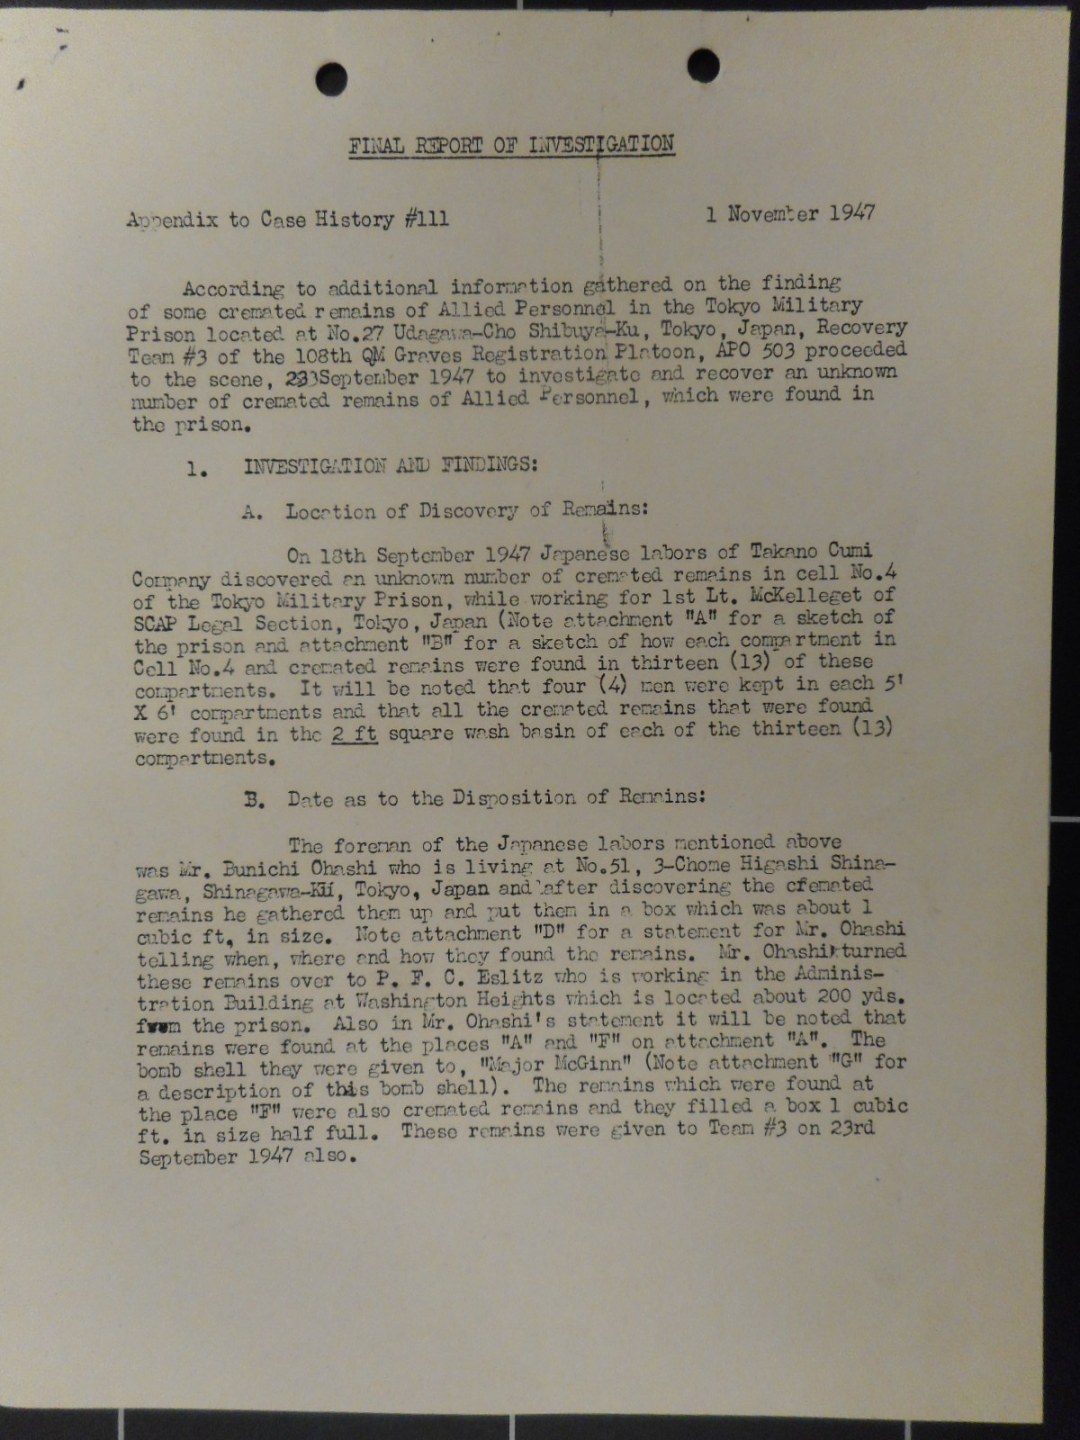 FINAL REPORT OF INVESTIGATION
Appendix to Case History #111
1 November 1947
According to additional information gathered on the finding
of some cremated remains of Allied Personnel in the Tokyo Military
Prison located at No.27 Udagawa-Cho Shibuya-Ku, Tokyo, Japan, Recovery
Team #3 of the 108th QM Graves Registration Platoon, APO 503 proceeded
to the scene, 23 September 1947 to investigate and recover an unknown
number of cremated remains of Allied Personnel, which were found in
the prison.
1. INVESTIGATION AND FINDINGS:
A. Location of Discovery of Remains:
On 18th September 1947 Japanese labors of Takano Cumi
Company discovered an unknown number of cremated remains in cell No.4
of the Tokyo Military Prison, while working for 1st Lt. McKelleget of
SCAP Legal Section, Tokyo, Japan (Note attachment "A" for a sketch of
the prison and attachment "B" for a sketch of how each compartment in
Cell No.4 and cremated remains were found in thirteen (13) of these
compartments. It will be noted that four (4) men were kept in each 5'
X 6' compartments and that all the cremated remains that were found
were found in the 2 ft square wash basin of each of the thirteen (13)
compartments.
B. Date as to the Disposition of Remains:
The foreman of the Japanese labors mentioned above
was Mr. Bunichi Ohashi who is living at No.51, 3-Chome Higashi Shina-
gawa, Shinagawa-Ku, Tokyo, Japan and after discovering the cremated
remains he gathered them up and put them in a box which was about 1
cubic ft, in size. Note attachment "D" for a statement for Mr. Ohashi
telling when, where and how they found the remains. Mr. Ohashi turned
these remains over to P. F. C. Eslitz who is working in the Adminis-
tration Building at Washington Heights which is located about 200 yds.
from the prison. Also in Mr. Ohashi's statement it will be noted that
remains were found at the places "A" and "F" on attachment "A". The
bomb shell they were given to, "Major McGinn" (Note attachment "G" for
a description of this bomb shell). The remains which were found at
the place "F" were also cremated remains and they filled a box 1 cubic
ft. in size half full. These remains were given to Team #3 on 23rd
September 1947 also.